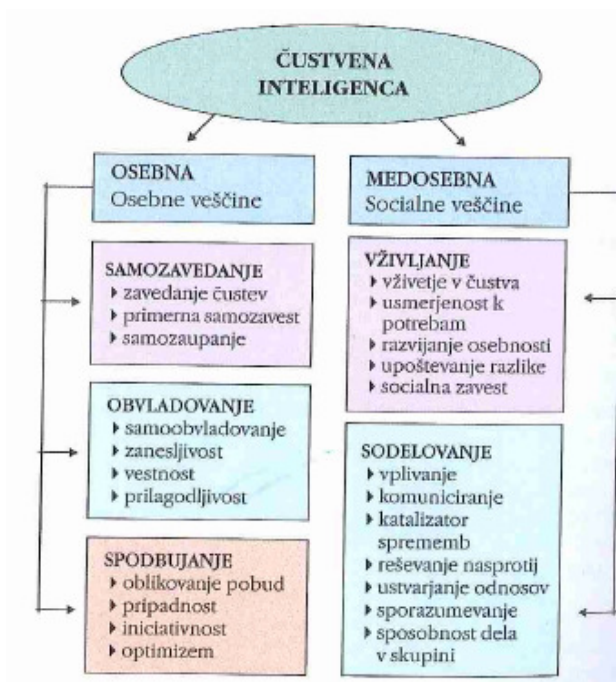 ČUSTVENA
INTELIGENCA
OSEBNA
Osebne veščine
SAMOZAVEDANJE
zavedanje čustev
primerna samozavest
samozaupanje
OBVLADOVANJE
samoobvladovanje
zanesljivost
vestnost
prilagodljivost
SPODBUJANJE
oblikovanje pobud
pripadnost
iniciativnost
optimizem
MEDOSEBNA
Socialne veščine
VŽIVLJANJE
vživetje v čustva
usmerjenost k
potrebam
razvijanje osebnosti
upoštevanje razlike
socialna zavest
SODELOVANJE
vplivanje
komuniciranje
katalizator
sprememb
reševanje nasprotij
ustvarjanje odnosov
sporazumevanje
sposobnost dela
v skupini